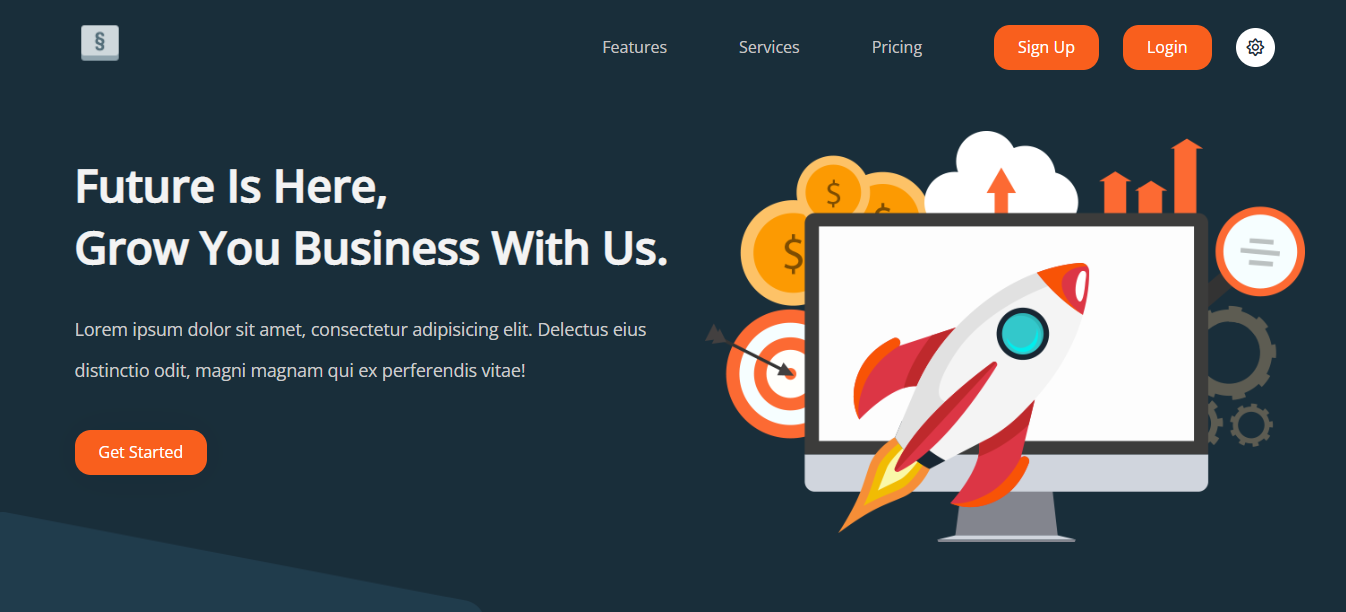 §
Features Services Pricing Sign Up Login
Future Is Here,
Grow You Business With Us.
Lorem ipsum dolor sit amet, consectetur adipisicing elit. Delectus eius
distinctio odit, magni magnam qui ex perferendis vitae!
Get Started
$
$
$